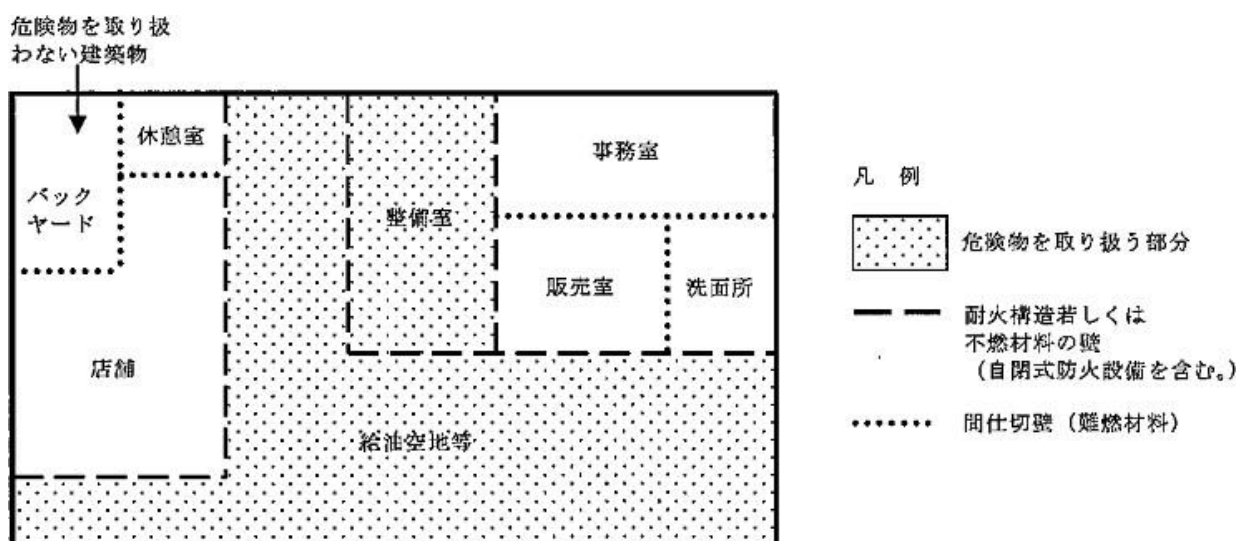 危険物を取り扱
わない建築物
休憩室
バック
ヤード
店舗
整備室
事務室
販売室
洗面所
給油空地等
凡 例
危険物を取り扱う部分
耐火構造若しくは
不燃材料の壁
(自閉式防火設備を含む。)
間仕切壁(難燃材料)